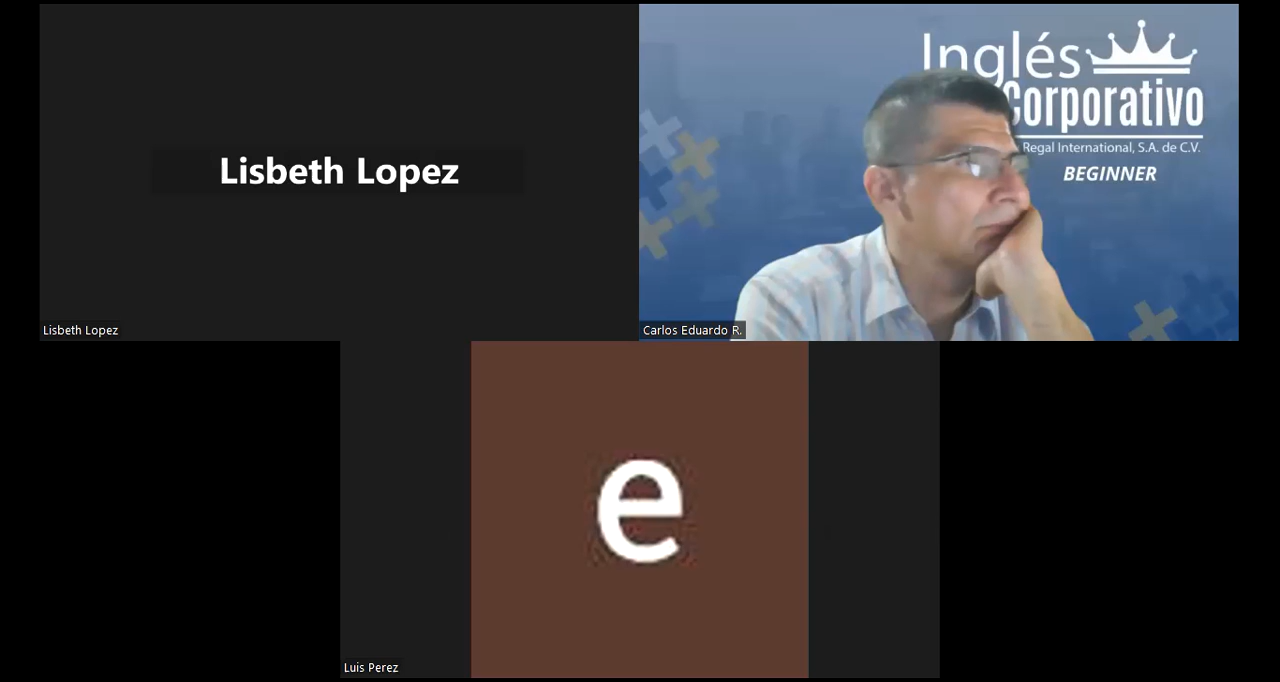 Lisbeth Lopez
Lisbeth Lopez
Inglés
Corporativo
Regal International, S.A. de C.V.
BEGINNER
Carlos Eduardo R.
e
Luis Perez